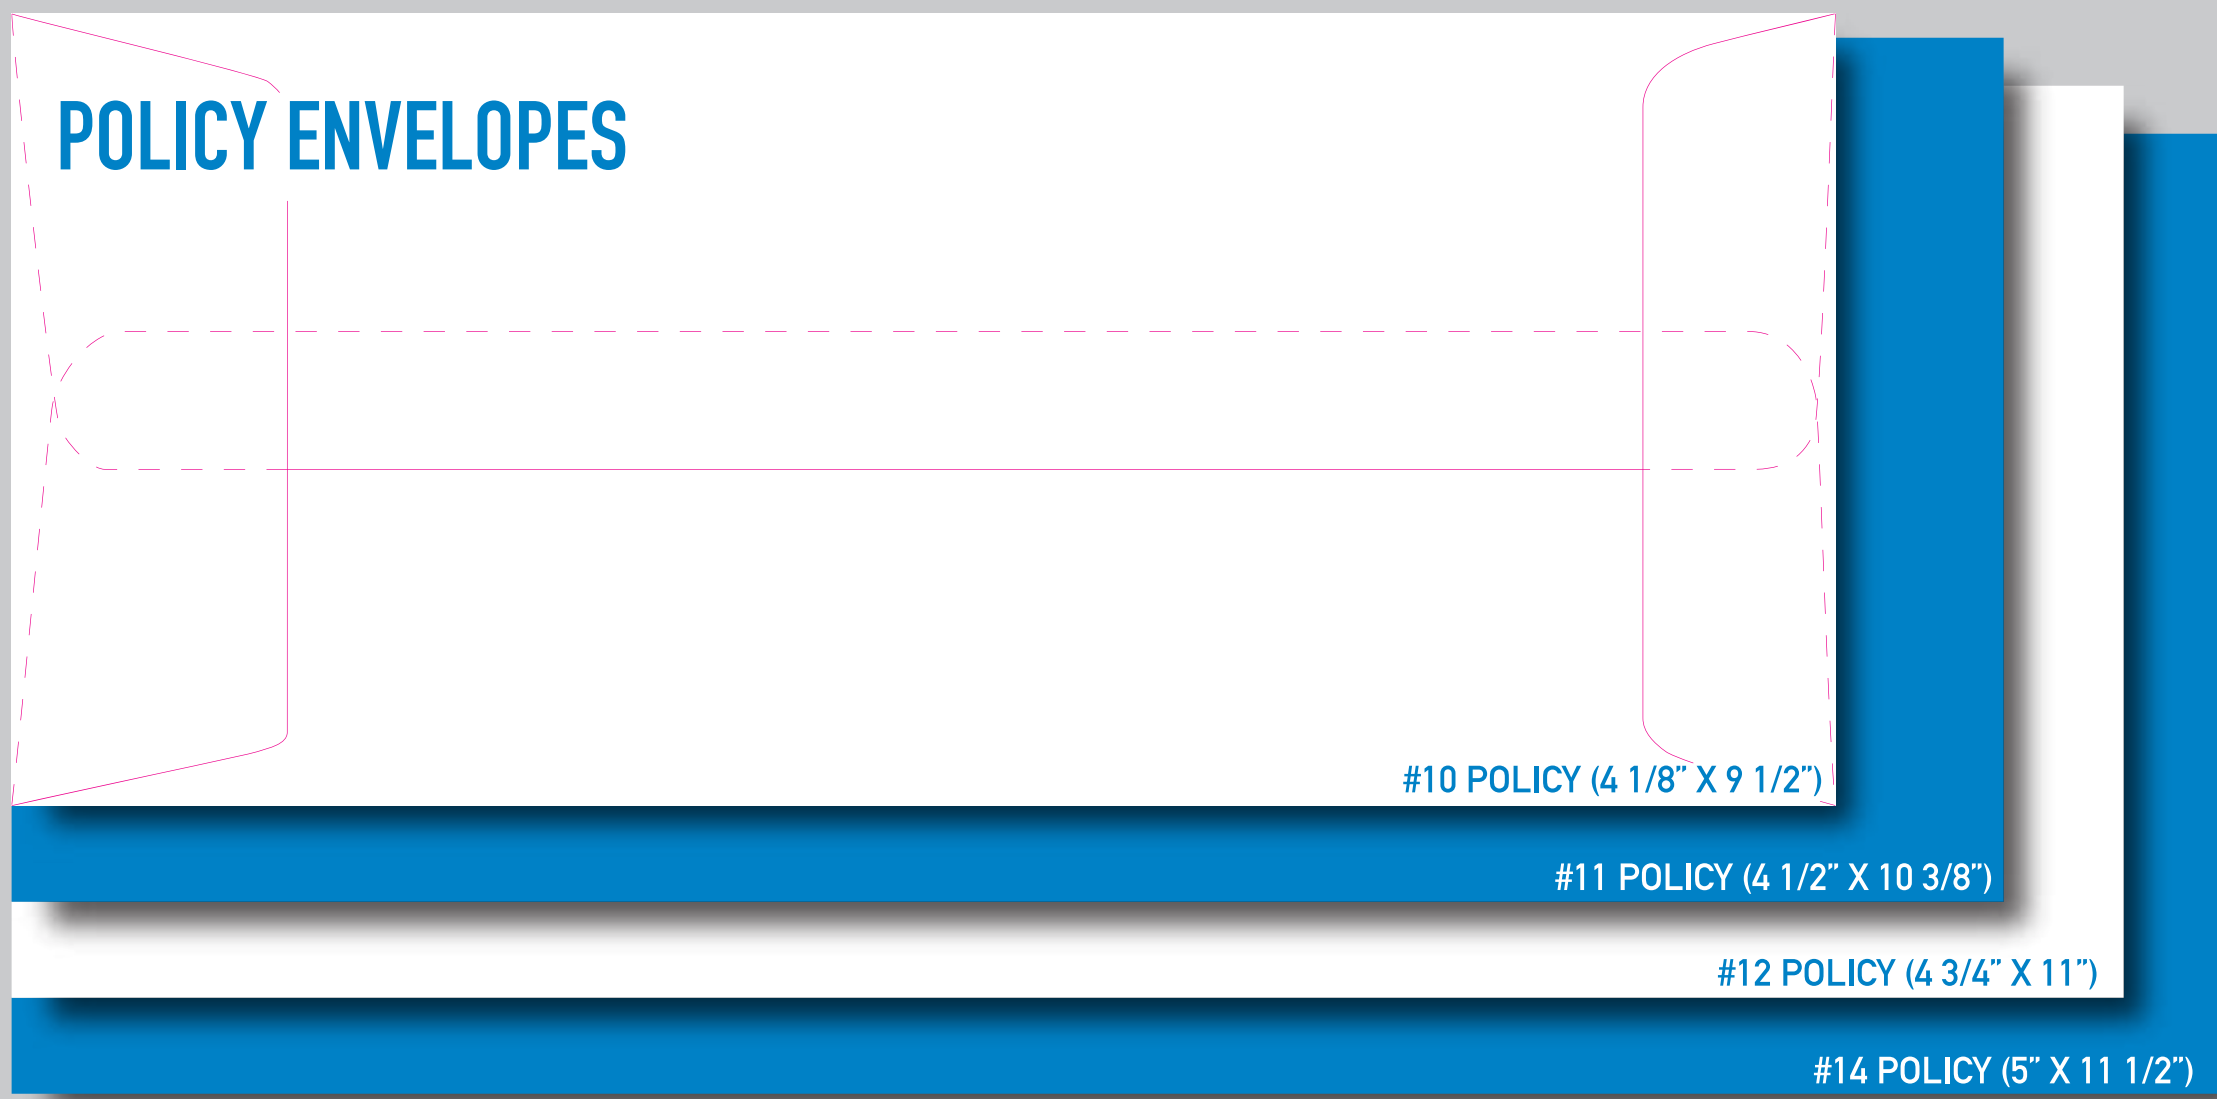 POLICY ENVELOPES
#10 POLICY (4 1/8” X 9 1/2”)
#11 POLICY (4 1/2” X 10 3/8”)
#12 POLICY (4 3/4” X 11”)
#14 POLICY (5” X 11 1/2”)